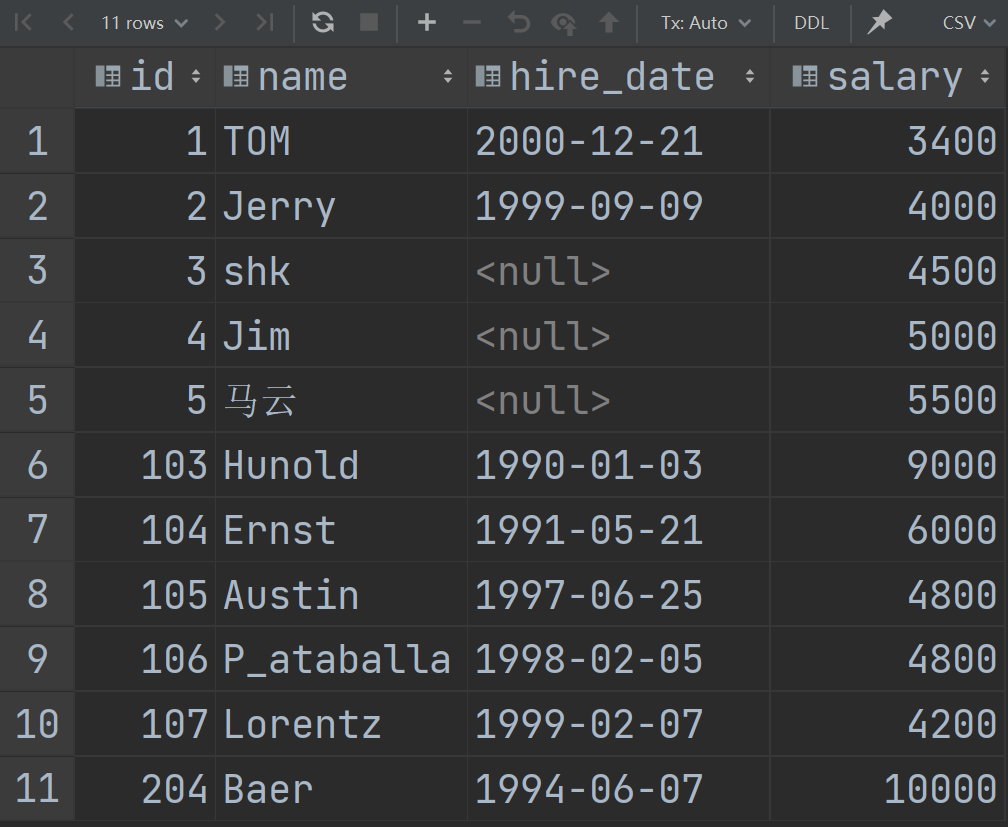 11 rows Tx: Auto DDL CSV
id name hire_date salary
1 1 TOM 2000-12-21 3400
2 2 Jerry 1999-09-09 4000
3 3 shk <null> 4500
4 4 Jim <null> 5000
5 5 马云 <null> 5500
6 103 Hunold 1990-01-03 9000
7 104 Ernst 1991-05-21 6000
8 105 Austin 1997-06-25 4800
9 106 P_ataballa 1998-02-05 4800
10 107 Lorentz 1999-02-07 4200
11 204 Baer 1994-06-07 10000